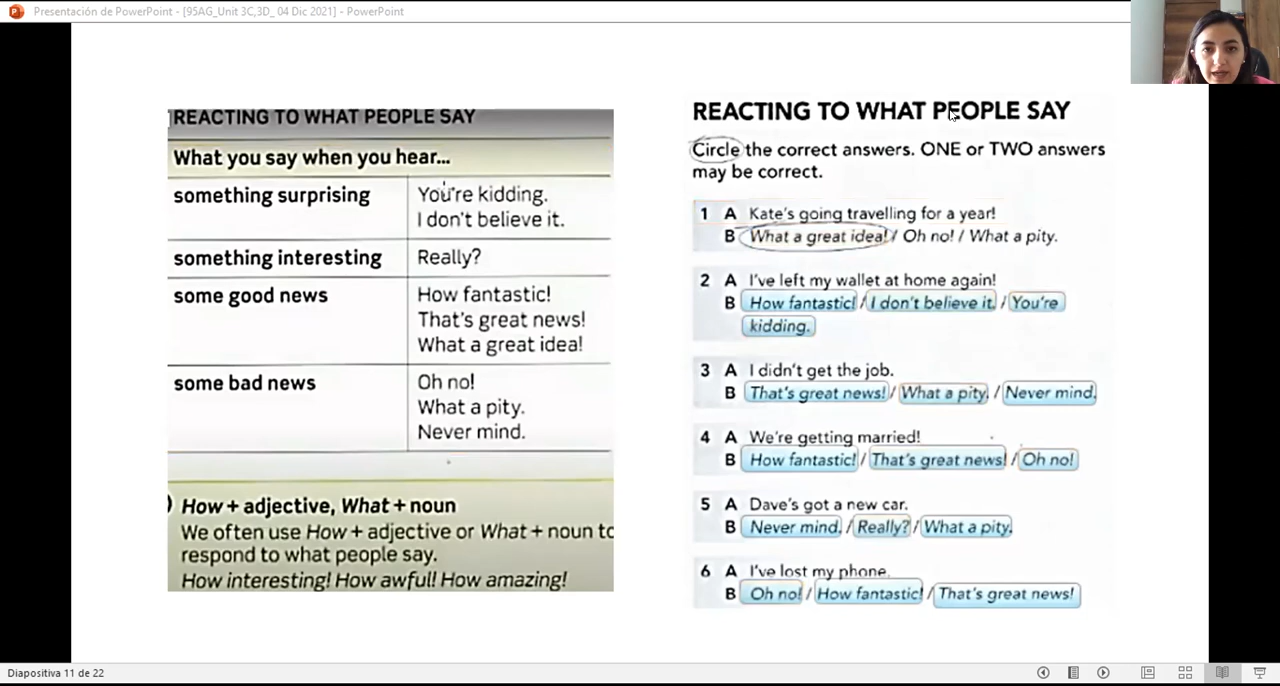 Presentación de PowerPoint - [95AG_Unit 3C,3D_ 04 Dic 2021] - PowerPoint
REACTING TO WHAT PEOPLE SAY
What you say when you hear...
something surprising
You're kidding.
I don't believe it.
something interesting
Really?
some good news
How fantastic!
That's great news!
What a great idea!
some bad news
Oh no!
What a pity.
Never mind.
How + adjective, What + noun
We often use How + adjective or What + noun to
respond to what people say.
How interesting! How awful! How amazing!
REACTING TO WHAT PEOPLE SAY
Circle the correct answers. ONE or TWO answers
may be correct.
1 A Kate's going travelling for a year!
B What a great idea! / Oh no! / What a pity.
2 A I've left my wallet at home again!
B How fantastic! / I don't believe it. / You're
kidding.
3 A I didn't get the job.
B That's great news! / What a pity. / Never mind.
4 A We're getting married!
B How fantastic! / That's great news! / Oh no!
5 A Dave's got a new car.
B Never mind. / Really? / What a pity.
6 A I've lost my phone.
B Oh no! / How fantastic! / That's great news!
Diapositiva 11 de 22